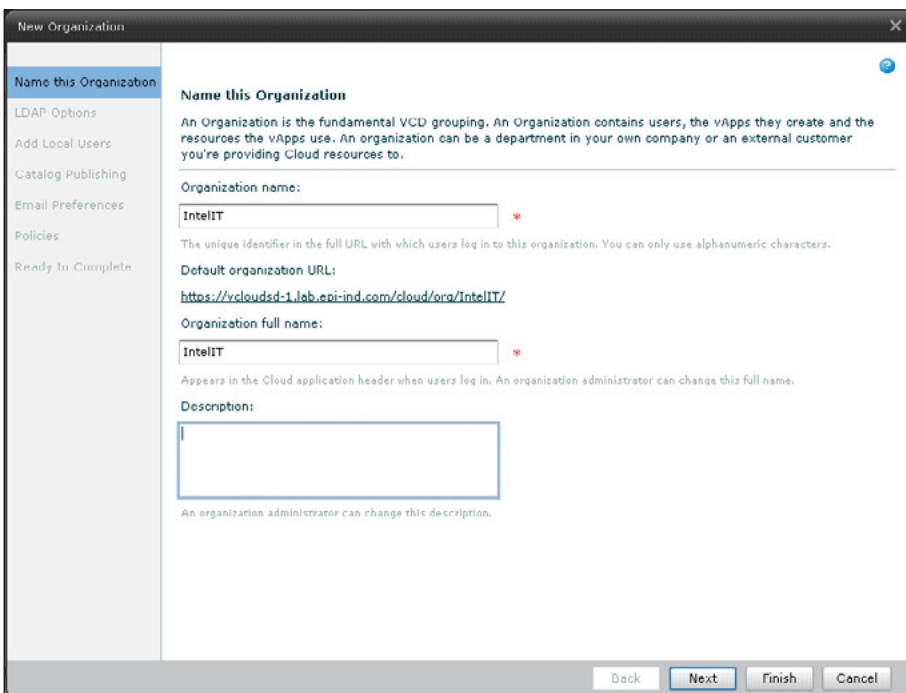 New Organization
Name this Organization
LDAP Options
Add Local Users
Catalog Publishing
Email Preferences
Policies
Ready to Complete
Name this Organization
An Organization is the fundamental VCD grouping. An Organization contains users, the vApps they create and the
resources the vApps use. An organization can be a department in your own company or an external customer
you're providing Cloud resources to.
Organization name:
IntelIT *
The unique identifier in the full URL with which users log in to this organization. You can only use alphanumeric characters.
Default organization URL:
https://vcloudsd-1.lab.epi-ind.com/cloud/org/IntelIT/
Organization full name:
IntelIT *
Appears in the Cloud application header when users log in. An organization administrator can change this full name.
Description:
An organization administrator can change this description.
Back Next Finish Cancel